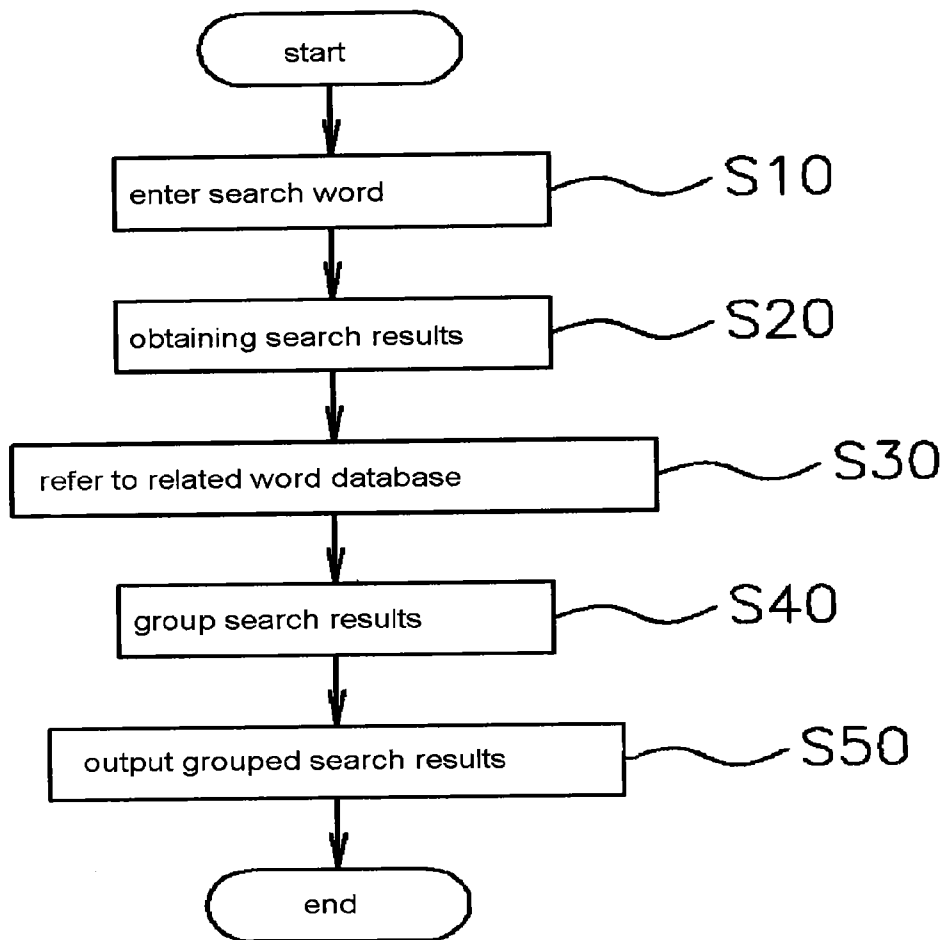 start
enter search word
S10
obtaining search results
S20
refer to related word database
S30
group search results
S40
output grouped search results
S50
end